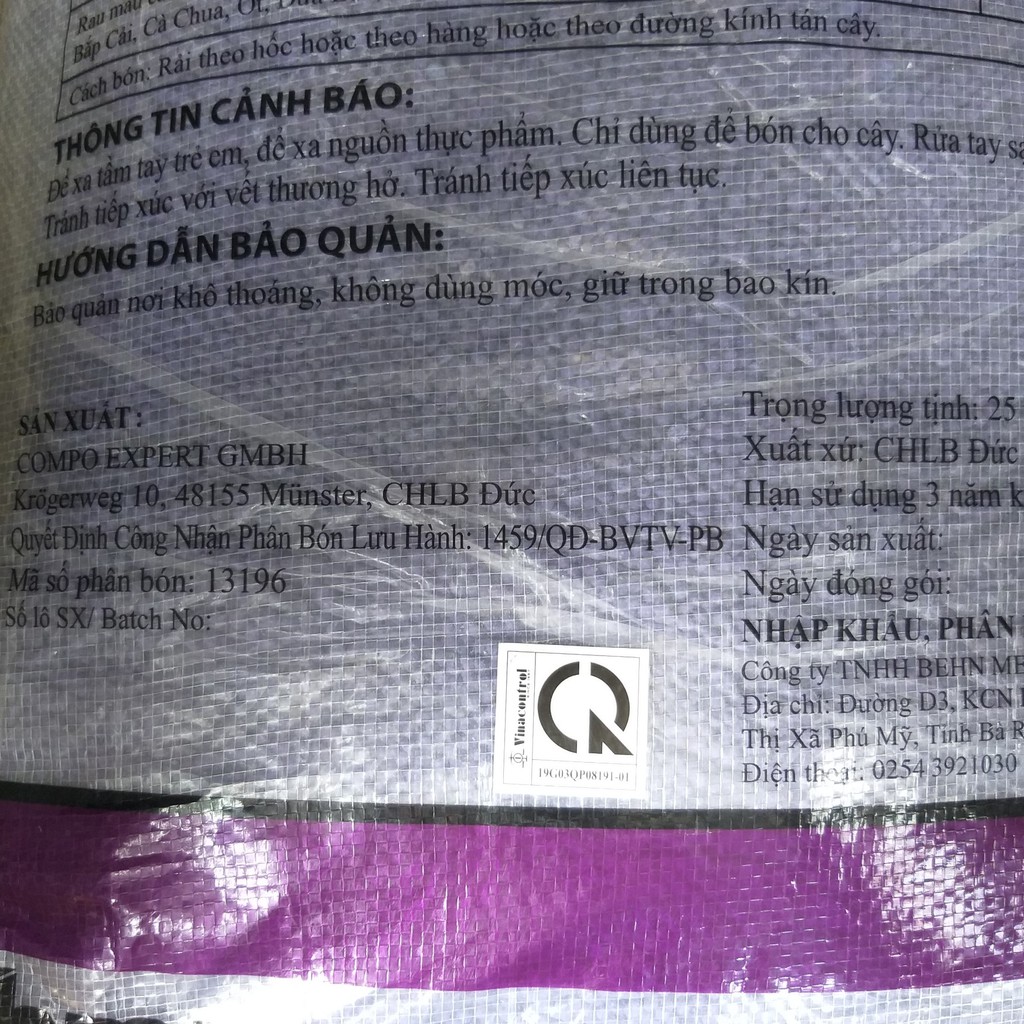 Rau màu
Bắp Cải, Cà Chua, Ớt,
Cách bón: Rải theo hốc hoặc theo hàng hoặc theo đường kính tán cây.
THÔNG TIN CẢNH BÁO:
Để xa tầm tay trẻ em, để xa nguồn thực phẩm. Chỉ dùng để bón cho cây. Rửa tay
Tránh tiếp xúc với vết thương hở. Tránh tiếp xúc liên tục.
HƯỚNG DẪN BẢO QUẢN:
Bảo quản nơi khô thoáng, không dùng móc, giữ trong bao kín.
SẢN XUẤT :
COMPO EXPERT GMBH
Krögerweg 10, 48155 Münster, CHLB Đức
Quyết Định Công Nhận Phân Bón Lưu Hành: 1459/QĐ-BVTV-PB
Mã số phân bón: 13196
Số lô SX/ Batch No:
Trọng lượng tịnh: 25
Xuất xứ: CHLB Đức
Hạn sử dụng 3 năm k
Ngày sản xuất:
Ngày đóng gói:
NHẬP KHẨU, PHÂN
Công ty TNHH BEHN ME
Địa chỉ: Đường D3, KCN
Thị Xã Phú Mỹ, Tỉnh Bà R
Điện thoại: 0254 3921030
Vinacontrol
CR
19G03QP08191-01